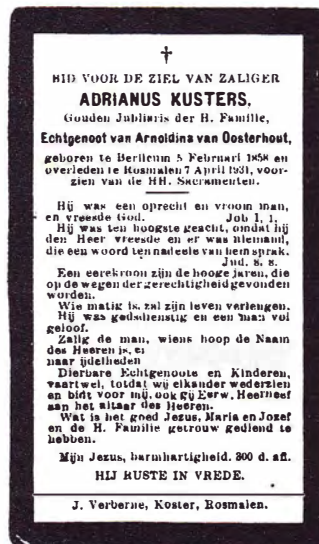 BID VOOR DE ZIEL VAN ZALIGER
ADRIANUS KUSTERS,
Gouden Jubilaris der H. Familie,
Echtgenoot van Arnoldina van Oosterhout,
geboren te Berlicum 5 Februari 1858 en
overleden te Rosmalen 7 April 1931, voor-
zien van de HH. Sacramenten.
Hij was een oprecht en vroom man,
en vreesde God. Job 1, 1.
Hij was ten hoogste geacht, omdat hij
den Heer vreesde en er was niemand,
die een woord ten nadeele van hem sprak.
Jud. 8, 8.
Een eerekroon zijn de hooge jaren, die
op de wegen der gerechtigheid gevonden
worden.
Wie matig is, zal zijn leven verlengen.
Hij was godsdienstig en een man vol
geloof.
Zalig de man, wiens hoop de Naam
des Heeren is, en
naar ijdelheden
Dierbare Echtgenoote en Kinderen,
vaartwel, totdat wij elkander wederzien
en bidt voor mij, ook gij Eerw. Heerneef
aan het altaar des Heeren.
Wat is het goed Jezus, Maria en Jozef
en de H. Familie getrouw gediend te
hebben.
Mijn Jezus, barmhartigheid. 300 d. afl.
HIJ RUSTE IN VREDE.
J. Verberne, Koster, Rosmalen.